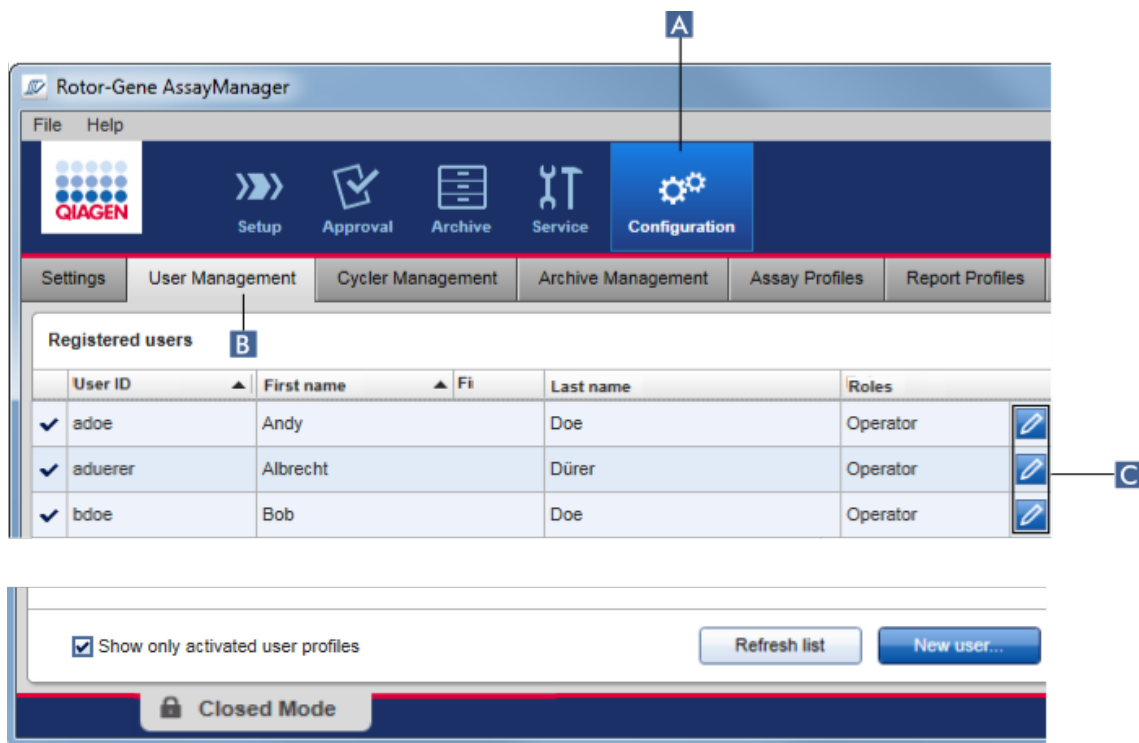 A
Rotor-Gene AssayManager
File Help
QIAGEN
Setup Approval Archive Service Configuration
Settings User Management Cycler Management Archive Management Assay Profiles Report Profiles
Registered users
B
User ID First name Fi Last name Roles
adoe Andy Doe Operator
aduerer Albrecht Dürer Operator
C
bdoe Bob Doe Operator
Show only activated user profiles Refresh list New user...
Closed Mode